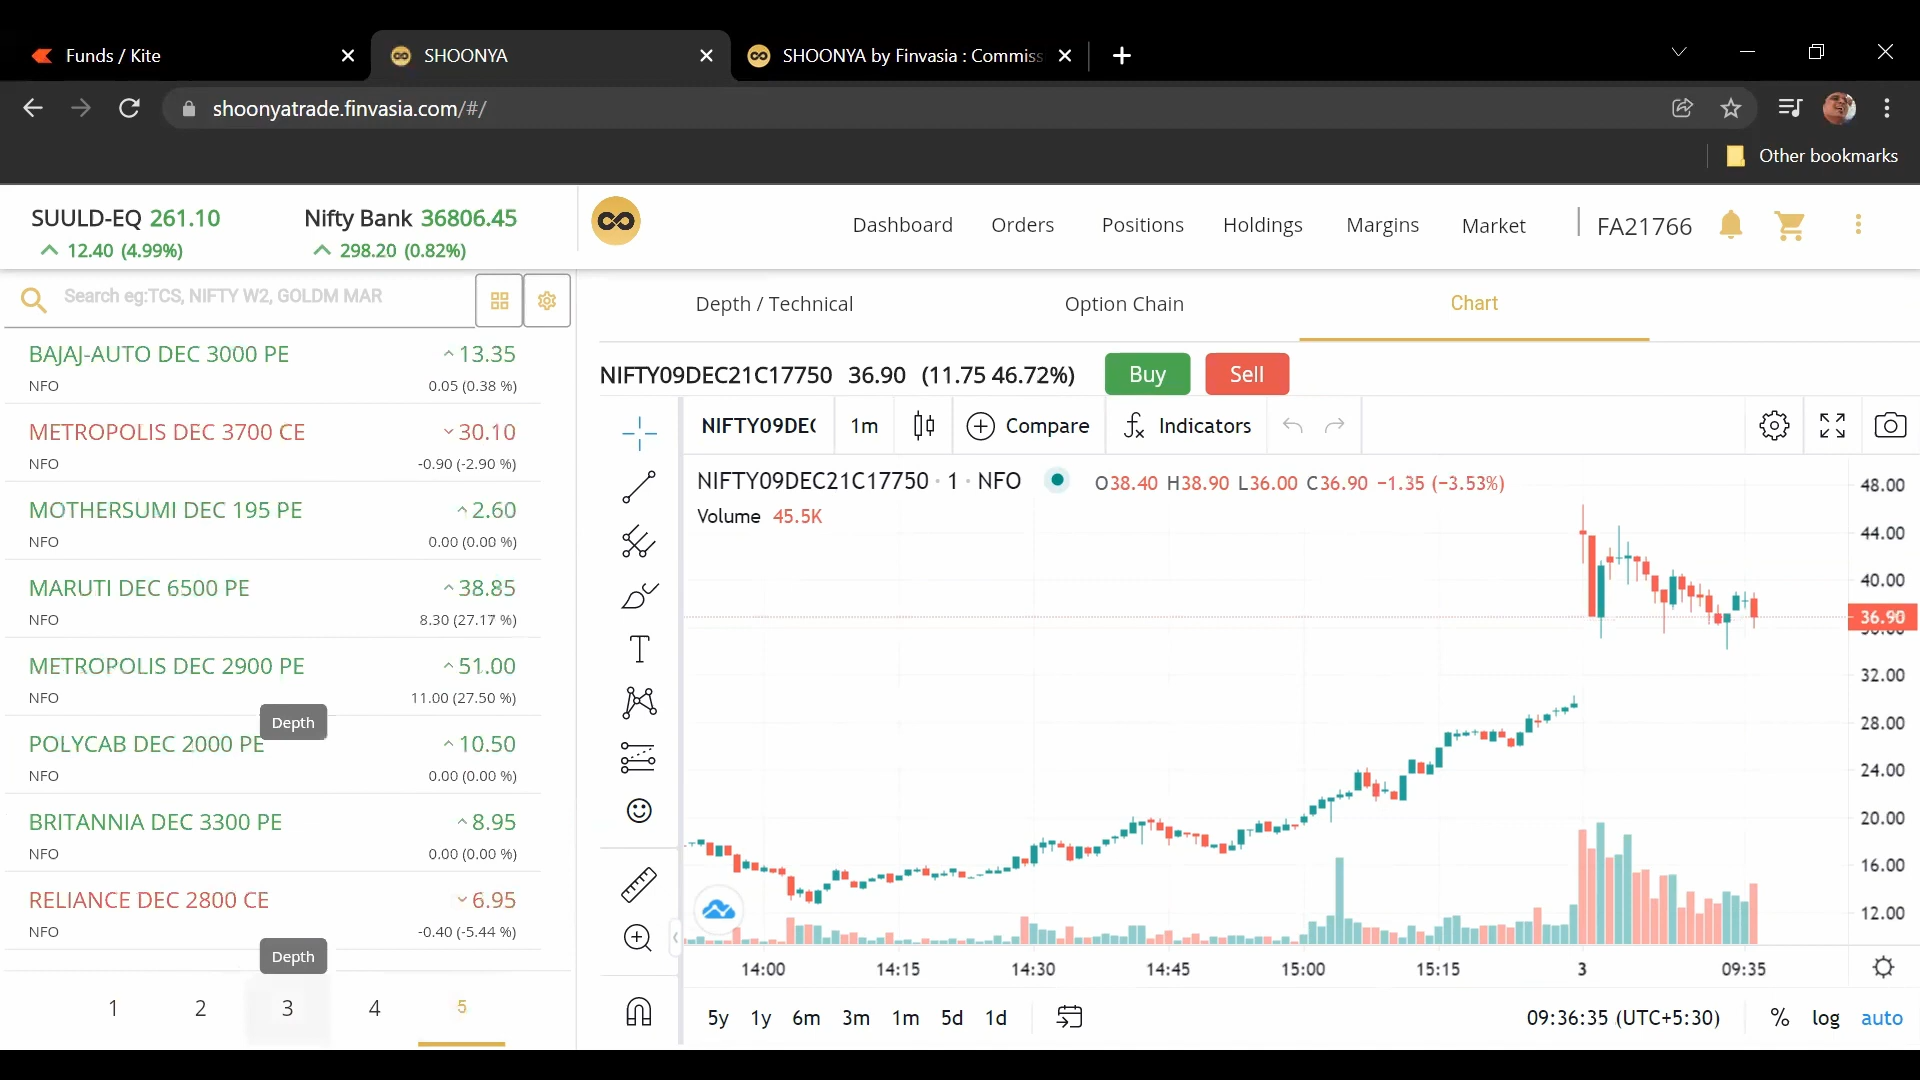 Funds / Kite
SHOONYA
SHOONYA by Finvasia : Commiss
shoonyatrade.finvasia.com/#/
Other bookmarks
SUULD-EQ 261.10
12.40 (4.99%)
Nifty Bank 36806.45
298.20 (0.82%)
Dashboard
Orders
Positions
Holdings
Margins
Market
FA21766
Search eg:TCS, NIFTY W2, GOLDM MAR
BAJAJ-AUTO DEC 3000 PE 13.35
NFO 0.05 (0.38 %)
METROPOLIS DEC 3700 CE 30.10
NFO -0.90 (-2.90 %)
MOTHERSUMI DEC 195 PE 2.60
NFO 0.00 (0.00 %)
MARUTI DEC 6500 PE 38.85
NFO 8.30 (27.17 %)
METROPOLIS DEC 2900 PE 51.00
NFO 11.00 (27.50 %)
Depth
POLYCAB DEC 2000 PE 10.50
NFO 0.00 (0.00 %)
BRITANNIA DEC 3300 PE 8.95
NFO 0.00 (0.00 %)
RELIANCE DEC 2800 CE 6.95
NFO -0.40 (-5.44 %)
Depth
1 2 3 4 5
Depth / Technical
Option Chain
Chart
NIFTY09DEC21C17750 36.90 (11.75 46.72%)
Buy
Sell
NIFTY09DEC
1m
Compare
Indicators
NIFTY09DEC21C17750 · 1 · NFO
O38.40 H38.90 L36.00 C36.90 −1.35 (−3.53%)
Volume 45.5K
48.00
44.00
40.00
36.90
32.00
28.00
24.00
20.00
16.00
12.00
14:00 14:15 14:30 14:45 15:00 15:15 3 09:35
5y 1y 6m 3m 1m 5d 1d
09:36:35 (UTC+5:30)
% log auto